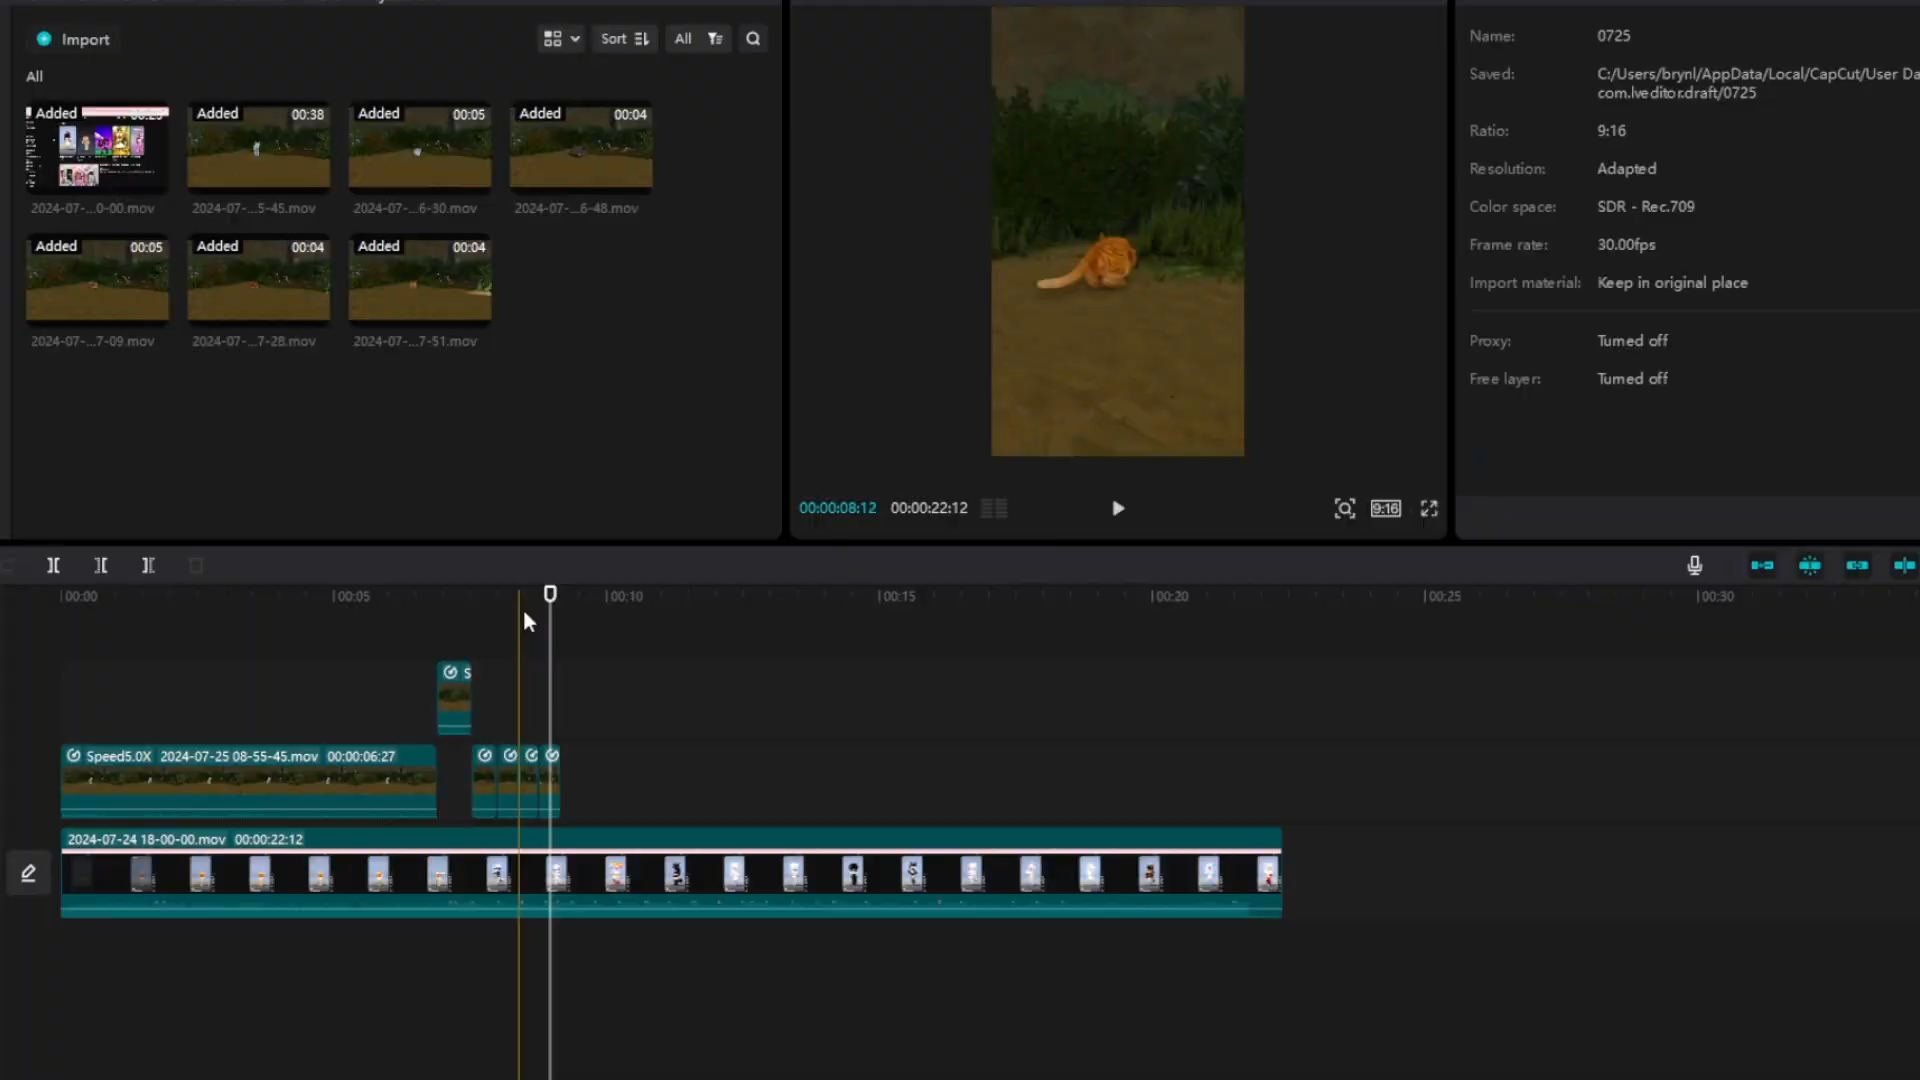 Import
Sort
All
All
Added
Added 00:38
Added 00:05
Added 00:04
2024-07-...0-00.mov
2024-07-...5-45.mov
2024-07-...6-30.mov
2024-07-...6-48.mov
Added 00:05
Added 00:04
Added 00:04
2024-07-...7-09.mov
2024-07-...7-28.mov
2024-07-...7-51.mov
00:00:08:12 00:00:22:12
9:16
Name: 0725
Saved: C:/Users/brynl/AppData/Local/CapCut/User Da
com.lveditor.draft/0725
Ratio: 9:16
Resolution: Adapted
Color space: SDR - Rec.709
Frame rate: 30.00fps
Import material: Keep in original place
Proxy: Turned off
Free layer: Turned off
00:00 00:05 00:10 00:15 00:20 00:25 00:30
S
Speed5.0X 2024-07-25 08-55-45.mov 00:00:06:27
2024-07-24 18-00-00.mov 00:00:22:12